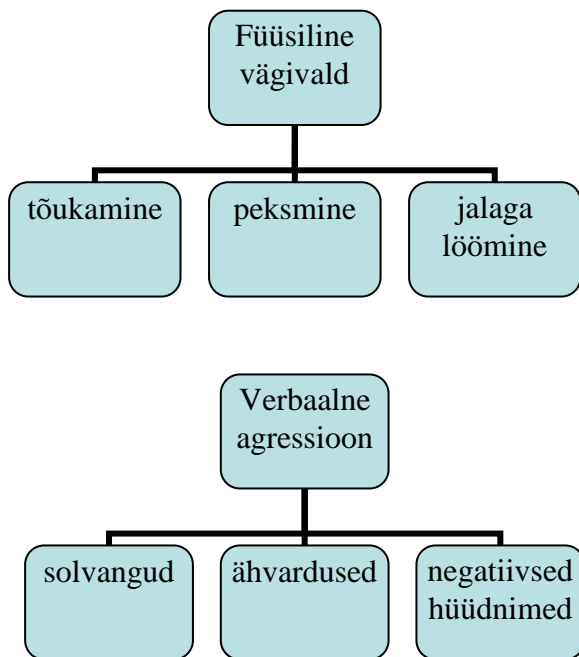 Füüsiline
vägivald
tõukamine
peksmine
jalaga
löömine
Verbaalne
agressioon
solvangud
ähvardused
negatiivsed
hüüdnimed